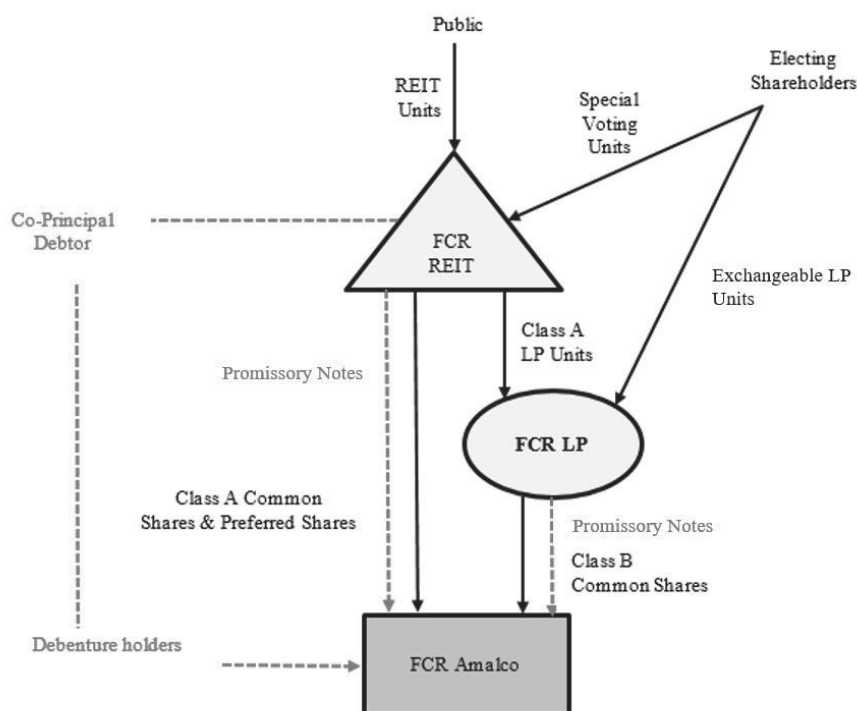 Public
Electing
Shareholders
REIT
Units
Special
Voting
Units
Co-Principal
Debtor
FCR
REIT
Exchangeable LP
Units
Class A
LP Units
Promissory Notes
FCR LP
Class A Common
Shares & Preferred Shares
Promissory Notes
Class B
Common Shares
Debenture holders
FCR Amalco